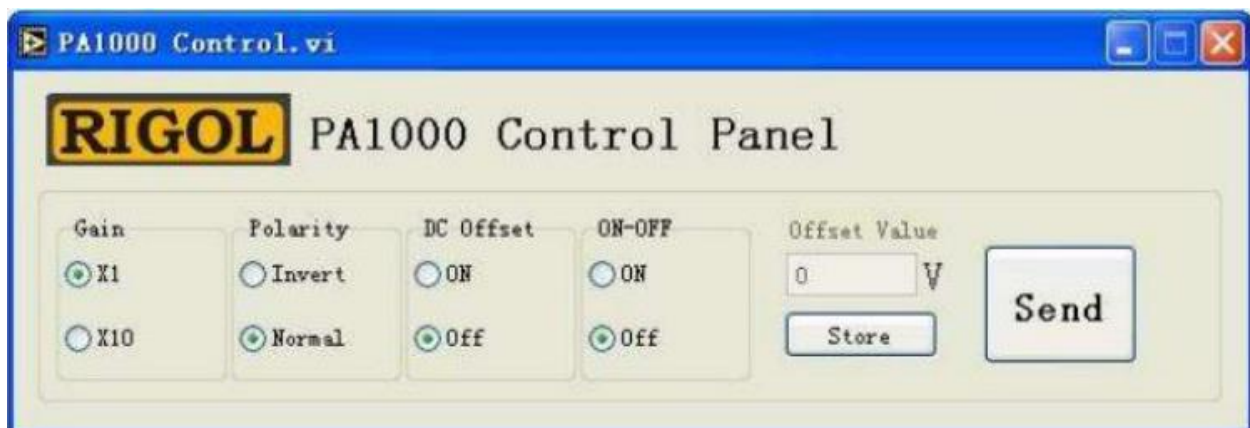 PA1000 Control.vi
RIGOL PA1000 Control Panel
Gain Polarity DC Offset ON-OFF Offset Value
X1 Invert ON ON 0 V
X10 Normal Off Off Store
Send